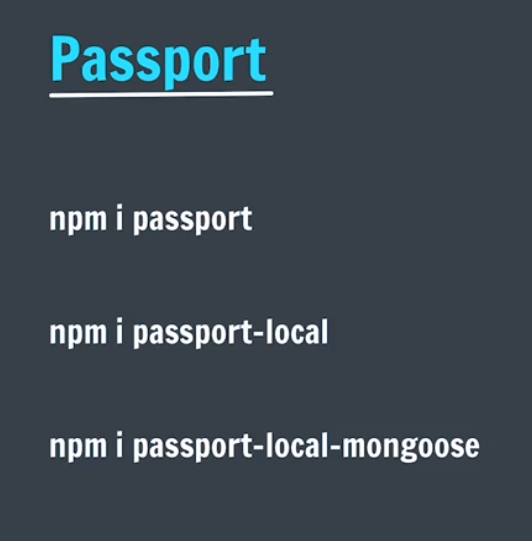 Passport
npm i passport
npm i passport-local
npm i passport-local-mongoose